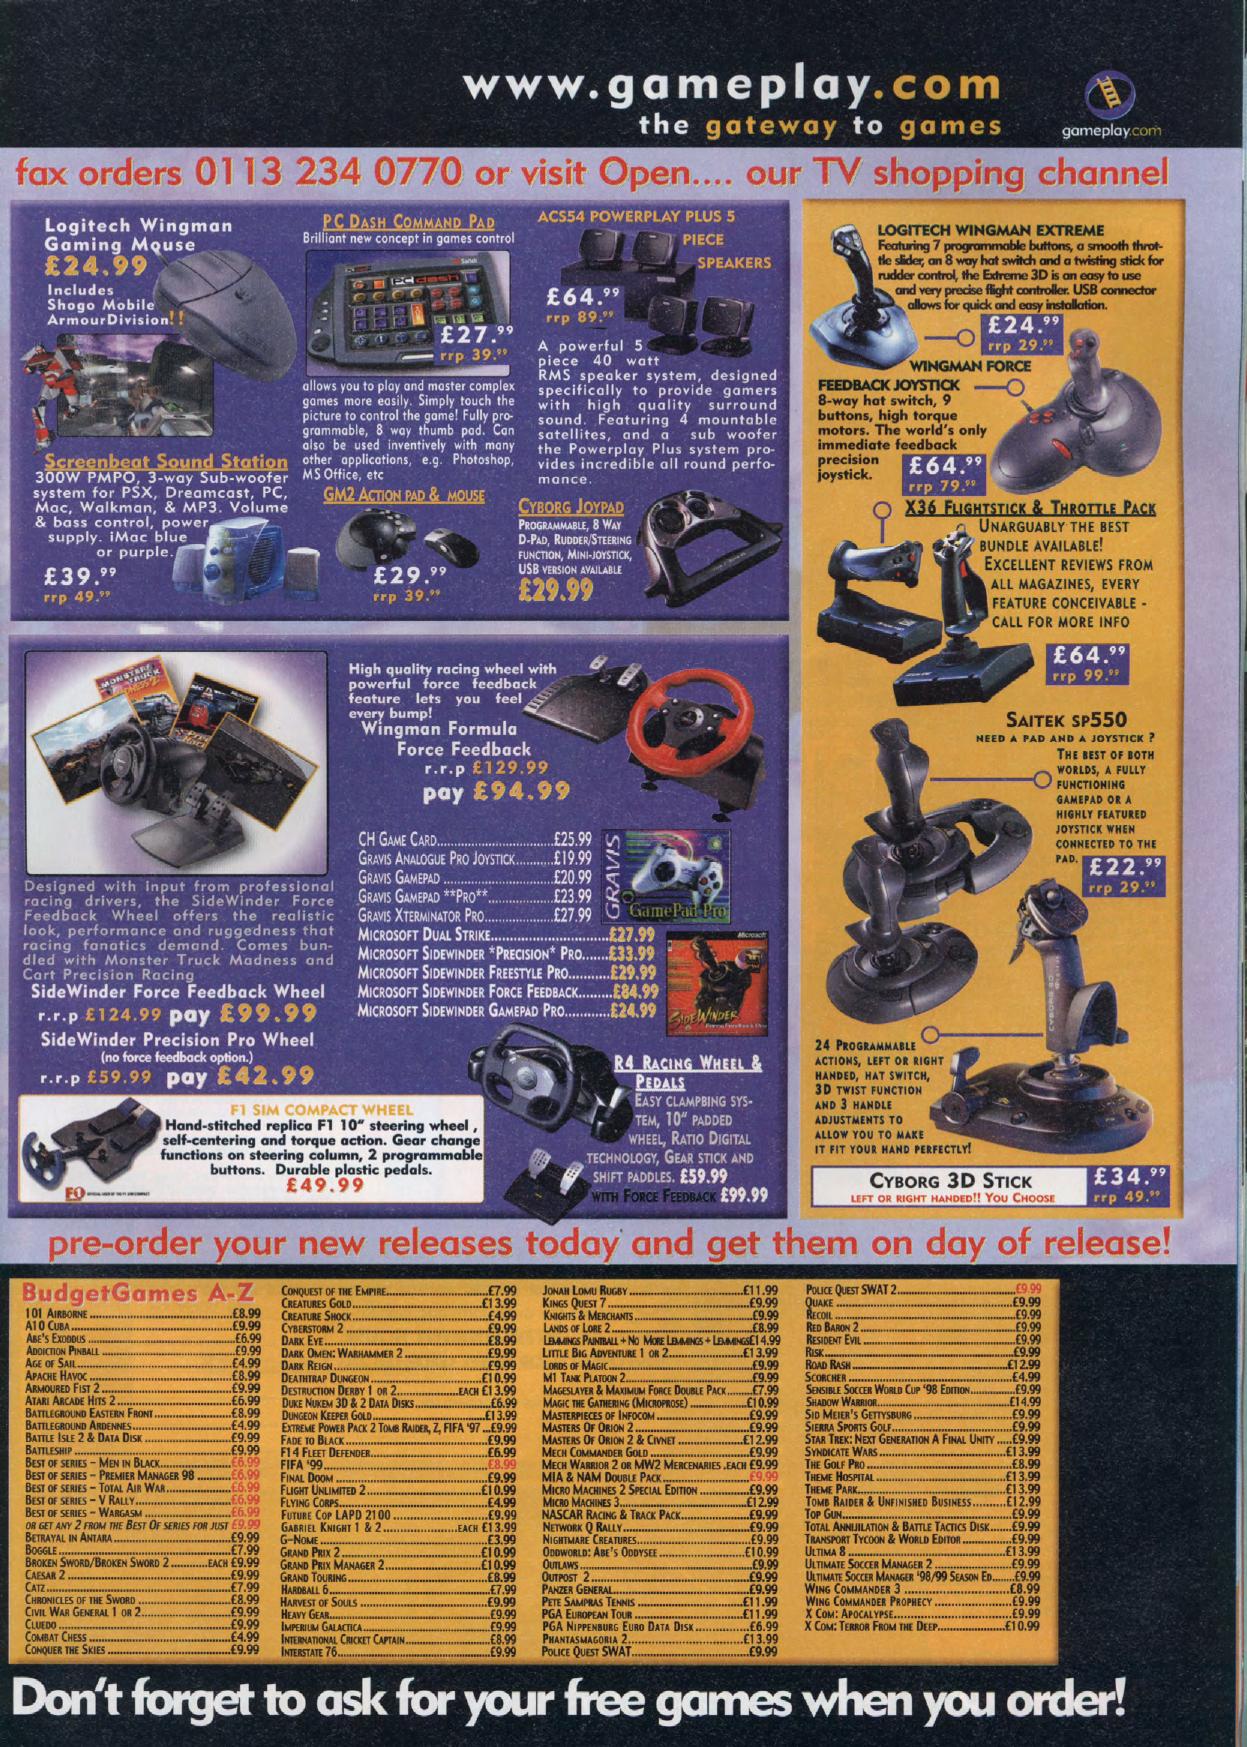 www.gameplay.com
the gateway to games
gameplay.com
fax orders 0113 234 0770 or visit Open.... our TV shopping channel
Logitech Wingman
Gaming Mouse
£24.99
Includes
Shogo Mobile
ArmourDivision!!
PC Dash Command Pad
Brilliant new concept in games control
£27.99
rrp 39.99
allows you to play and master complex
games more easily. Simply touch the
picture to control the game! Fully pro-
grammable, 8 way thumb pad. Can
also be used inventively with many
other applications, e.g. Photoshop,
MS Office, etc
ACS54 POWERPLAY PLUS 5
PIECE
SPEAKERS
£64.99
rrp 89.99
A powerful 5
piece 40 watt
RMS speaker system, designed
specifically to provide gamers
with high quality surround
sound. Featuring 4 mountable
satellites, and a sub woofer
the Powerplay Plus system pro-
vides incredible all round perfo-
mance.
Screenbeat Sound Station
300W PMPO, 3-way Sub-woofer
system for PSX, Dreamcast, PC,
Mac, Walkman, & MP3. Volume
& bass control, power
supply. iMac blue
or purple.
£39.99
rrp 49.99
GM2 Action pad & mouse
£29.99
rrp 39.99
Cyborg Joypad
Programmable, 8 Way
D-Pad, Rudder/Steering
function, Mini-joystick,
USB version available
£29.99
LOGITECH WINGMAN EXTREME
Featuring 7 programmable buttons, a smooth throt-
tle slider, an 8 way hat switch and a twisting stick for
rudder control, the Extreme 3D is an easy to use
and very precise flight controller. USB connector
allows for quick and easy installation.
£24.99
rrp 29.99
WINGMAN FORCE
FEEDBACK JOYSTICK
8-way hat switch, 9
buttons, high torque
motors. The world's only
immediate feedback
precision
joystick.
£64.99
rrp 79.99
X36 Flightstick & Throttle Pack
Unarguably the best
bundle available!
Excellent reviews from
all magazines, every
feature conceivable -
call for more info
£64.99
rrp 99.99
Saitek sp550
need a pad and a joystick ?
The best of both
worlds, a fully
functioning
gamepad or a
highly featured
joystick when
connected to the
pad.
£22.99
rrp 29.99
24 Programmable
actions, left or right
handed, hat switch,
3D twist function
and 3 handle
adjustments to
allow you to make
it fit your hand perfectly!
Cyborg 3D Stick
left or right handed!! You Choose
£34.99
rrp 49.99
Designed with input from professional
racing drivers, the SideWinder Force
Feedback Wheel offers the realistic
look, performance and ruggedness that
racing fanatics demand. Comes bun-
dled with Monster Truck Madness and
Cart Precision Racing
SideWinder Force Feedback Wheel
r.r.p £124.99 pay £99.99
SideWinder Precision Pro Wheel
(no force feedback option.)
r.r.p £59.99 pay £42.99
High quality racing wheel with
powerful force feedback
feature lets you feel
every bump!
Wingman Formula
Force Feedback
r.r.p £129.99
pay £94.99
CH Game Card £25.99
Gravis Analogue Pro Joystick £19.99
Gravis Gamepad £20.99
Gravis Gamepad **Pro** £23.99
Gravis Xterminator Pro £27.99
Microsoft Dual Strike £27.99
Microsoft Sidewinder *Precision* Pro £33.99
Microsoft Sidewinder Freestyle Pro £29.99
Microsoft Sidewinder Force Feedback £84.99
Microsoft Sidewinder Gamepad Pro £24.99
GRAVIS
GamePad Pro
Microsoft
SideWinder
R4 Racing Wheel &
Pedals
Easy clampbing sys-
tem, 10" padded
wheel, Ratio Digital
technology, Gear stick and
shift paddles. £59.99
with Force Feedback £99.99
F1 SIM COMPACT WHEEL
Hand-stitched replica F1 10" steering wheel ,
self-centering and torque action. Gear change
functions on steering column, 2 programmable
buttons. Durable plastic pedals.
£49.99
pre-order your new releases today and get them on day of release!
BudgetGames A-Z
101 Airborne £8.99
A10 Cuba £9.99
Abe's Exoddus £6.99
Addiction Pinball £9.99
Age of Sail £4.99
Apache Havoc £8.99
Armoured Fist 2 £9.99
Atari Arcade Hits 2 £6.99
Battleground Eastern Front £8.99
Battleground Ardennes £4.99
Battle Isle 2 & Data Disk £9.99
Battleship £9.99
Best of series – Men in Black £6.99
Best of series – Premier Manager 98 £6.99
Best of series – Total Air War £6.99
Best of series – V Rally £6.99
Best of series – Wargasm £6.99
or get any 2 from the Best Of series for just £9.99
Betrayal in Antara £9.99
Boggle £7.99
Broken Sword/Broken Sword 2 each £9.99
Caesar 2 £9.99
Catz £7.99
Chronicles of the Sword £8.99
Civil War General 1 or 2 £9.99
Cluedo £9.99
Combat Chess £4.99
Conquer the Skies £9.99
Conquest of the Empire £7.99
Creatures Gold £13.99
Creature Shock £4.99
Cyberstorm 2 £9.99
Dark Eye £8.99
Dark Omen: Warhammer 2 £9.99
Dark Reign £9.99
Deathtrap Dungeon £10.99
Destruction Derby 1 or 2 each £13.99
Duke Nukem 3D & 2 Data Disks £6.99
Dungeon Keeper Gold £13.99
Extreme Power Pack 2 Tomb Raider, Z, FIFA '97 £9.99
Fade to Black £9.99
F14 Fleet Defender £6.99
FIFA '99 £8.99
Final Doom £9.99
Flight Unlimited 2 £10.99
Flying Corps £4.99
Future Cop LAPD 2100 £9.99
Gabriel Knight 1 & 2 each £13.99
G-Nome £3.99
Grand Prix 2 £10.99
Grand Prix Manager 2 £10.99
Grand Touring £8.99
Hardball 6 £7.99
Harvest of Souls £9.99
Heavy Gear £9.99
Imperium Galactica £9.99
International Cricket Captain £8.99
Interstate 76 £9.99
Jonah Lomu Rugby £11.99
Kings Quest 7 £9.99
Knights & Merchants £9.99
Lands of Lore 2 £8.99
Lemmings Paintball + No More Lemmings + Lemmings £14.99
Little Big Adventure 1 or 2 £13.99
Lords of Magic £9.99
M1 Tank Platoon 2 £9.99
Mageslayer & Maximum Force Double Pack £7.99
Magic the Gathering (Microprose) £10.99
Masterpieces of Infocom £9.99
Masters Of Orion 2 £9.99
Masters Of Orion 2 & Civnet £12.99
Mech Commander Gold £9.99
Mech Warrior 2 or MW2 Mercenaries .each £9.99
MIA & NAM Double Pack £9.99
Micro Machines 2 Special Edition £9.99
Micro Machines 3 £12.99
NASCAR Racing & Track Pack £9.99
Network Q Rally £9.99
Nightmare Creatures £9.99
Oddworld: Abe's Oddysee £10.99
Outlaws £9.99
Outpost 2 £9.99
Panzer General £9.99
Pete Sampras Tennis £11.99
PGA European Tour £11.99
PGA Nippenburg Euro Data Disk £6.99
Phantasmagoria 2 £13.99
Police Quest SWAT £9.99
Police Quest SWAT 2 £9.99
Quake £9.99
Recoil £9.99
Red Baron 2 £9.99
Resident Evil £9.99
Risk £9.99
Road Rash £12.99
Scorcher £4.99
Sensible Soccer World Cup '98 Edition £9.99
Shadow Warrior £14.99
Sid Meier's Gettysburg £9.99
Sierra Sports Golf £9.99
Star Trek: Next Generation A Final Unity £9.99
Syndicate Wars £13.99
The Golf Pro £8.99
Theme Hospital £13.99
Theme Park £13.99
Tomb Raider & Unfinished Business £12.99
Top Gun £9.99
Total Annililation & Battle Tactics Disk £9.99
Transport Tycoon & World Editor £9.99
Ultima 8 £13.99
Ultimate Soccer Manager 2 £9.99
Ultimate Soccer Manager '98/99 Season Ed £9.99
Wing Commander 3 £8.99
Wing Commander Prophecy £9.99
X Com: Apocalypse £9.99
X Com: Terror From the Deep £10.99
Don't forget to ask for your free games when you order!